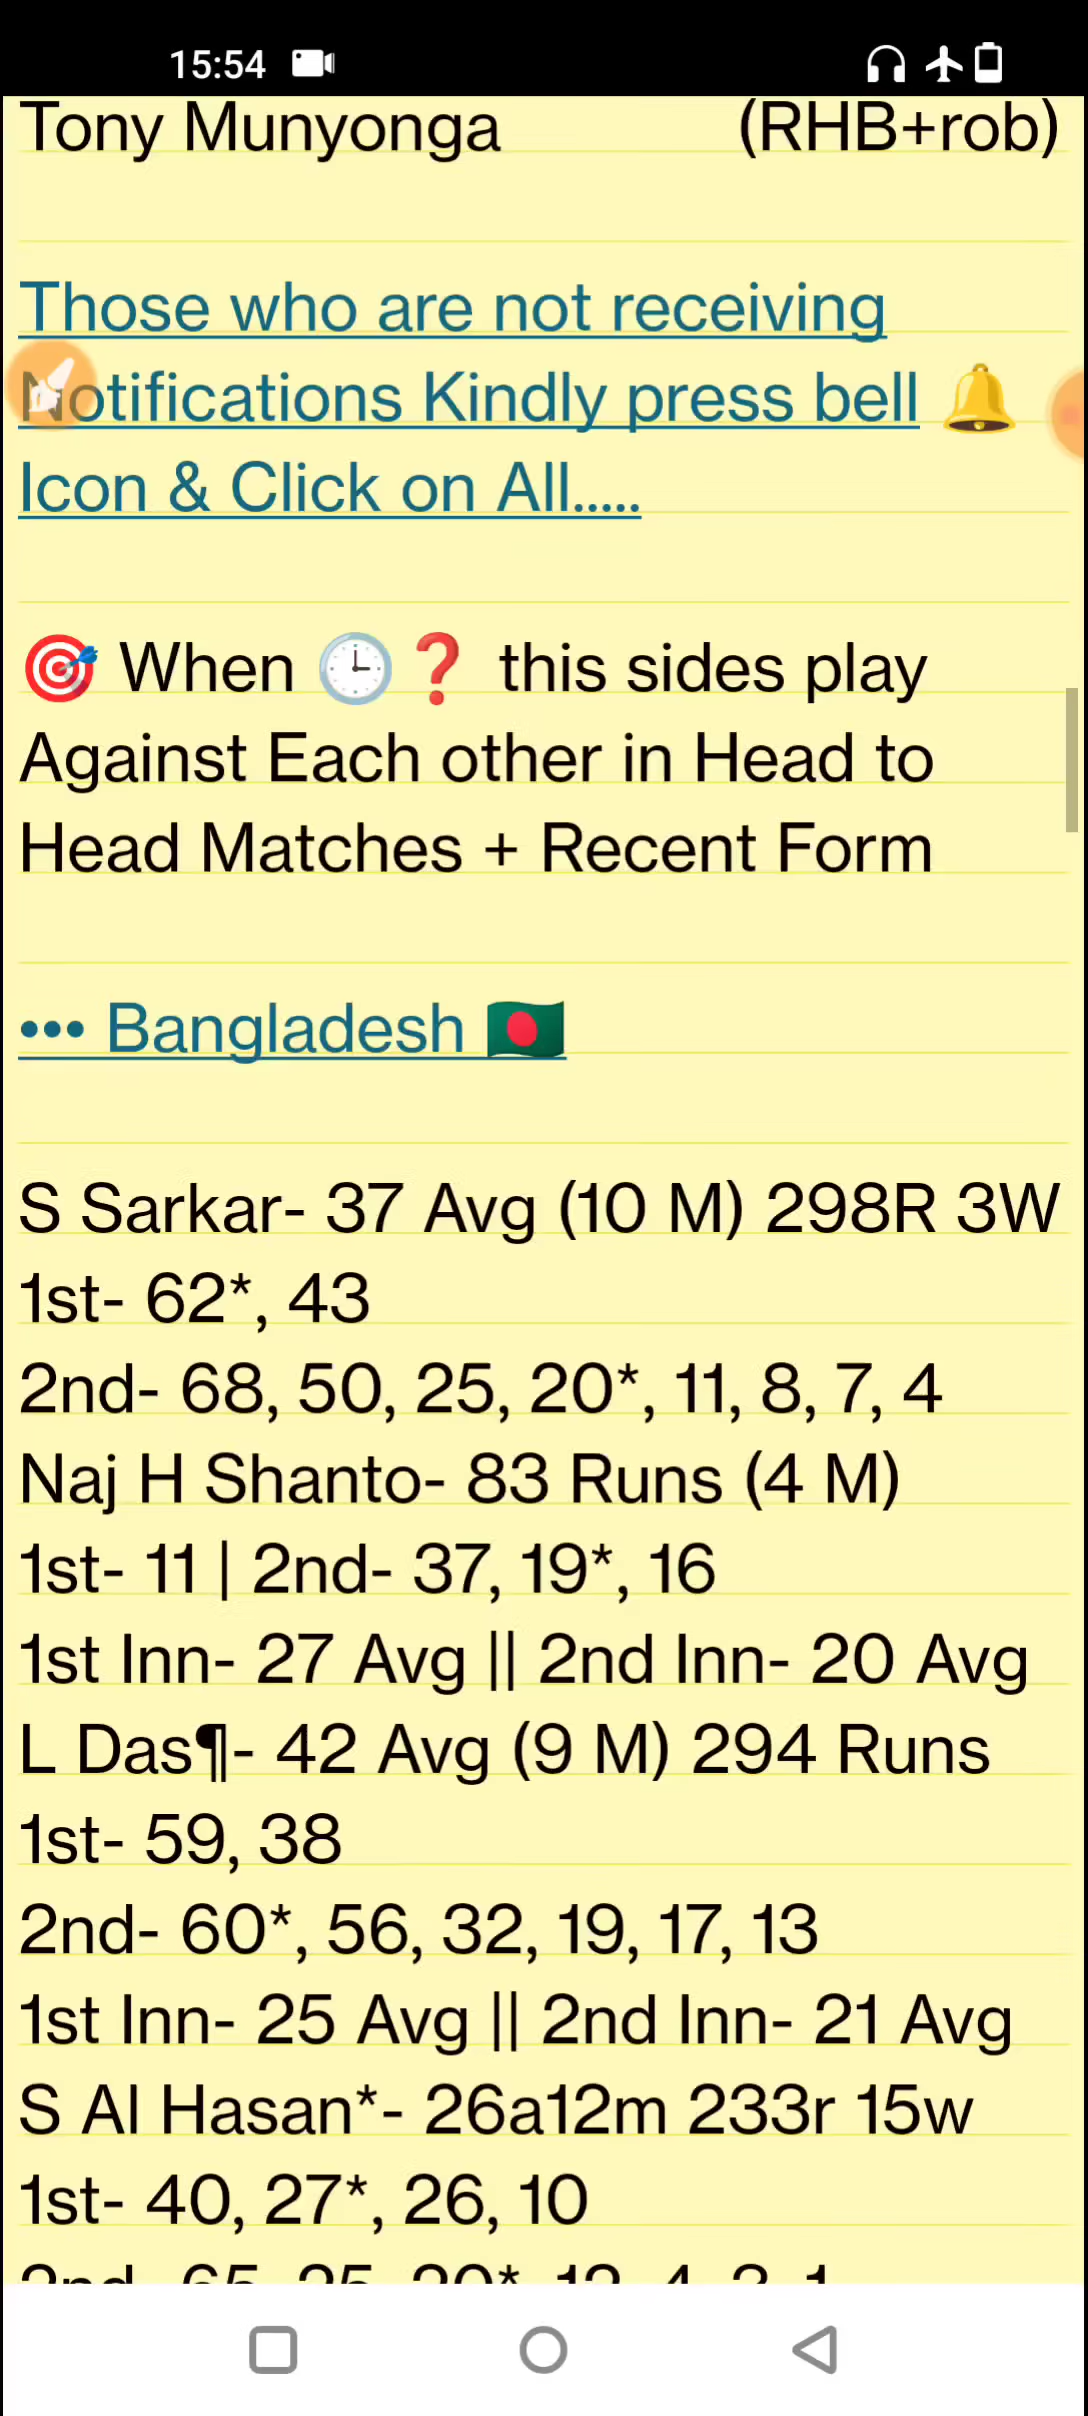 15:54
Tony Munyonga (RHB+rob)
Those who are not receiving
Notifications Kindly press bell 🔔
Icon & Click on All.....
🎯 When 🕒❓ this sides play
Against Each other in Head to
Head Matches + Recent Form
••• Bangladesh 🇧🇩
S Sarkar- 37 Avg (10 M) 298R 3W
1st- 62*, 43
2nd- 68, 50, 25, 20*, 11, 8, 7, 4
Naj H Shanto- 83 Runs (4 M)
1st- 11 | 2nd- 37, 19*, 16
1st Inn- 27 Avg || 2nd Inn- 20 Avg
L Das¶- 42 Avg (9 M) 294 Runs
1st- 59, 38
2nd- 60*, 56, 32, 19, 17, 13
1st Inn- 25 Avg || 2nd Inn- 21 Avg
S Al Hasan*- 26a12m 233r 15w
1st- 40, 27*, 26, 10